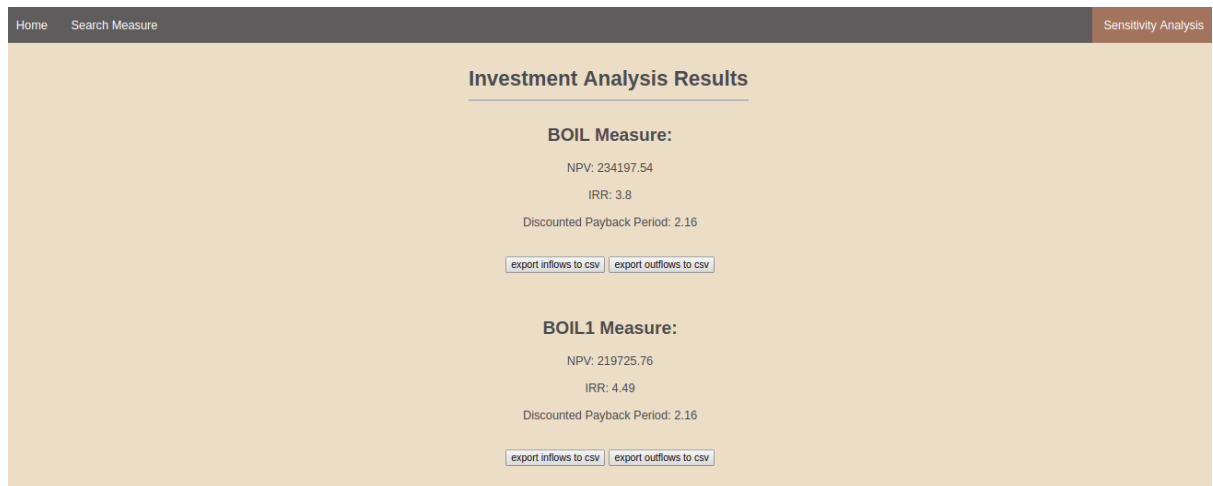 Home Search Measure Sensitivity Analysis
Investment Analysis Results
BOIL Measure:
NPV: 234197.54
IRR: 3.8
Discounted Payback Period: 2.16
export inflows to csv export outflows to csv
BOIL1 Measure:
NPV: 219725.76
IRR: 4.49
Discounted Payback Period: 2.16
export inflows to csv export outflows to csv